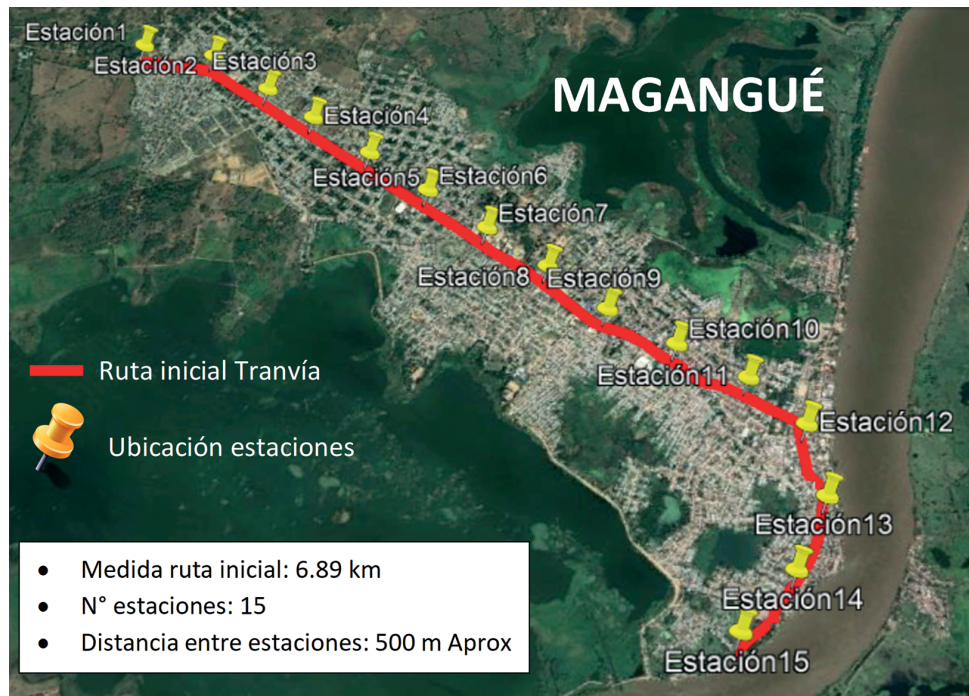 Estación1
Estación2
Estación3
MAGANGUÉ
Estación4
Estación5
Estación6
Estación7
Estación8
Estación9
Estación10
Ruta inicial Tranvía
Estación11
Estación12
Ubicación estaciones
Estación13
• Medida ruta inicial: 6.89 km
• N° estaciones: 15
• Distancia entre estaciones: 500 m Aprox
Estación14
Estación15